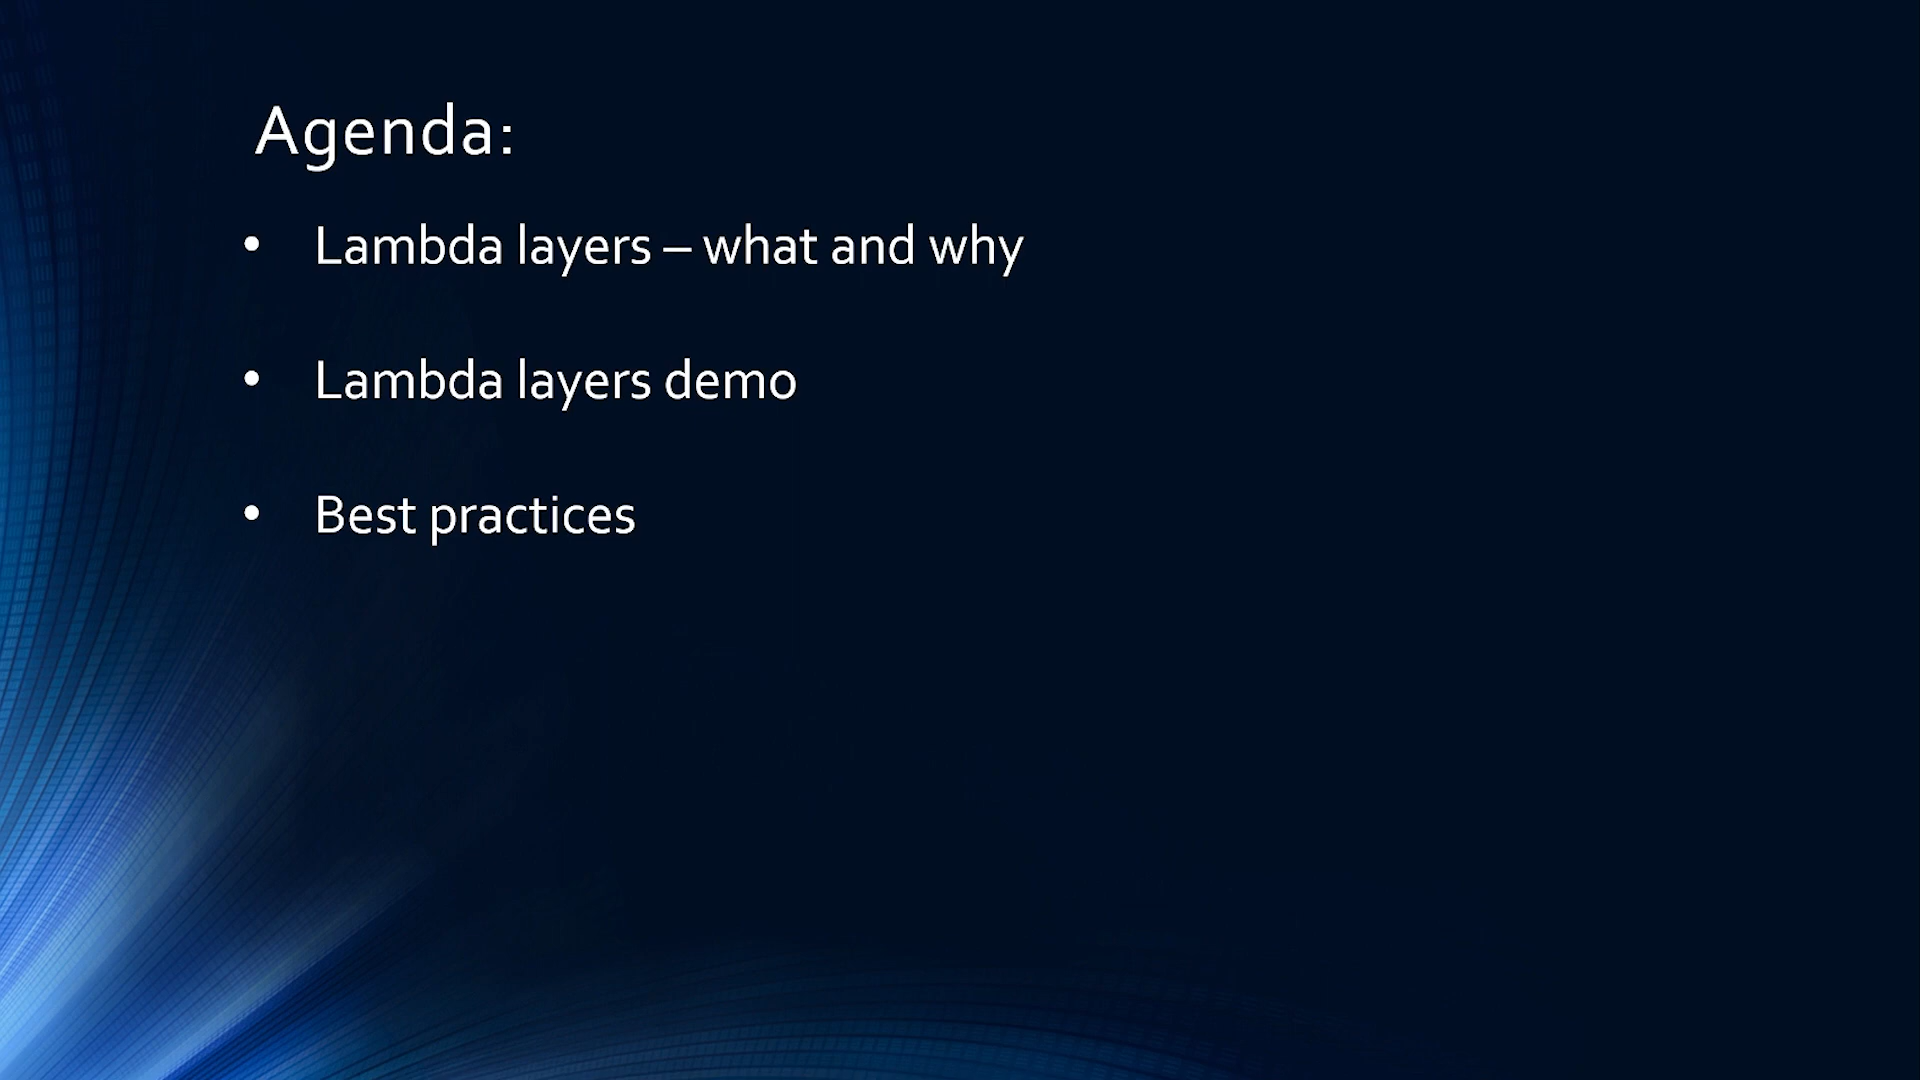 Agenda:
• Lambda layers – what and why
• Lambda layers demo
• Best practices